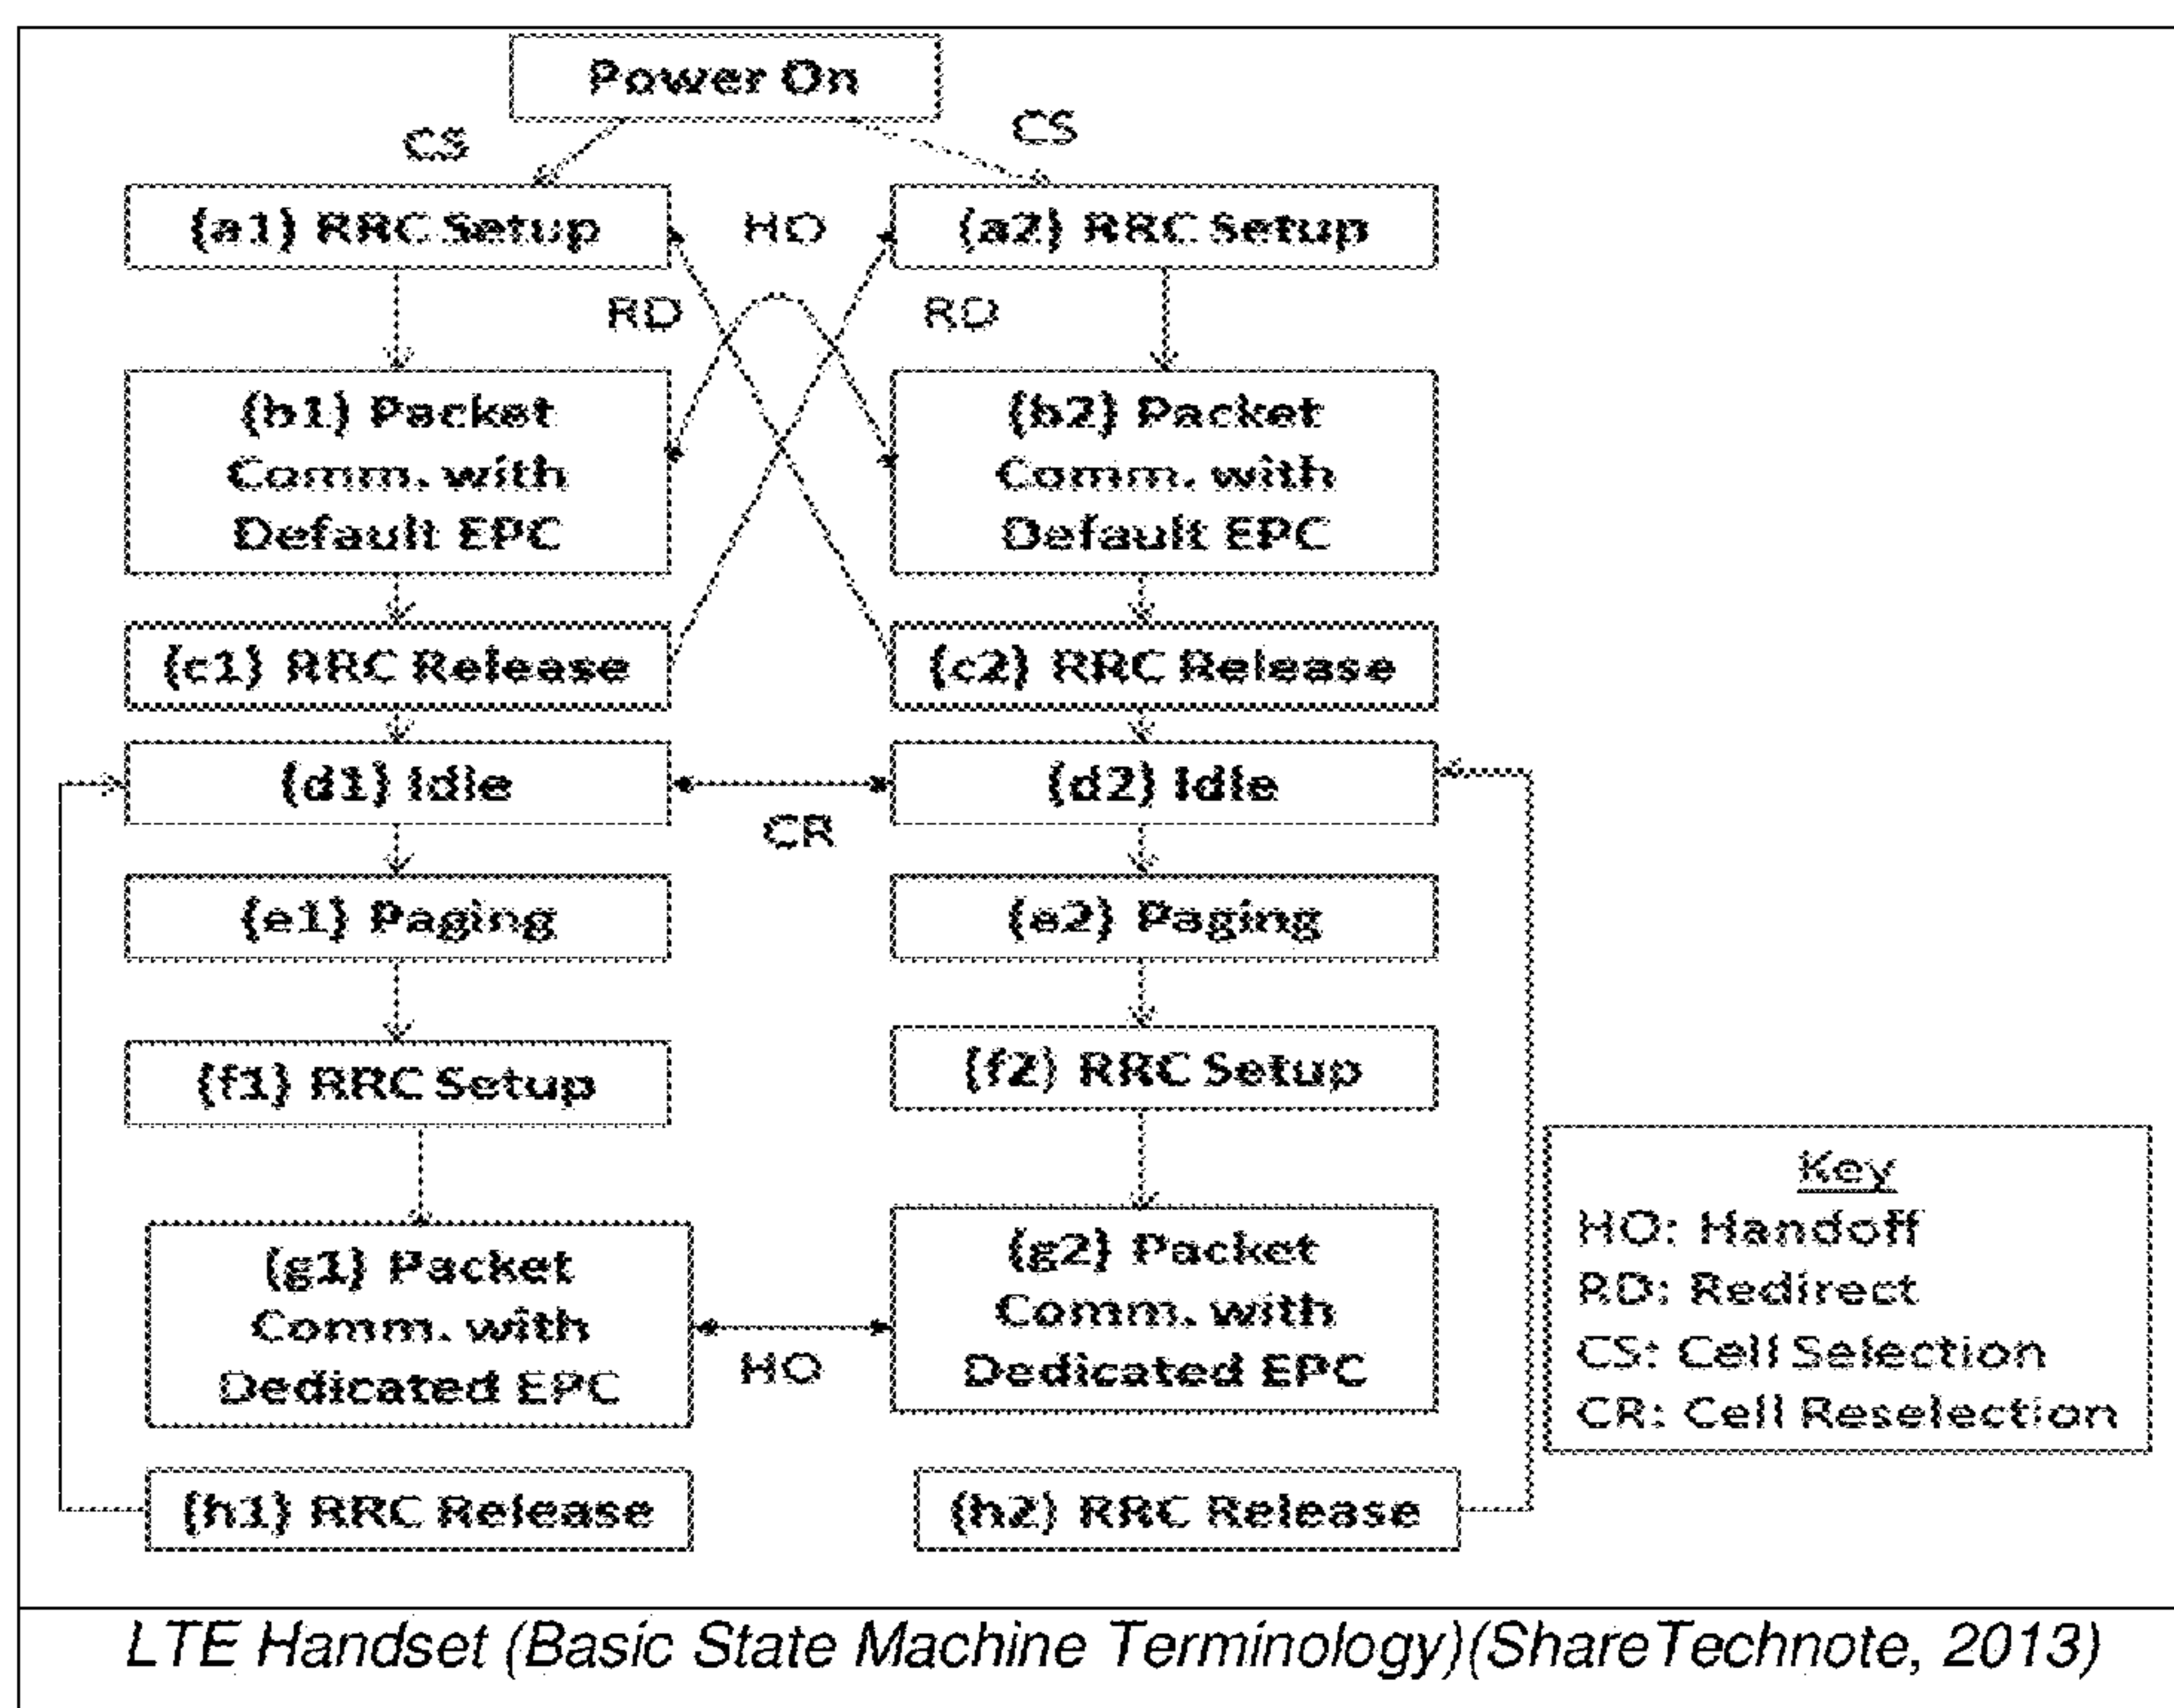 Power On
CS
CS
(a1) RRC Setup
HO
(a2) RRC Setup
RD
RD
(b1) Packet
Comm. with
Default EPC
(b2) Packet
Comm. with
Default EPC
(c1) RRC Release
(c2) RRC Release
(d1) Idle
(d2) Idle
CR
(e1) Paging
(e2) Paging
(f1) RRC Setup
(f2) RRC Setup
(g1) Packet
Comm. with
Dedicated EPC
HO
(g2) Packet
Comm. with
Dedicated EPC
(h1) RRC Release
(h2) RRC Release
Key
HO: Handoff
RD: Redirect
CS: Cell Selection
CR: Cell Reselection
LTE Handset (Basic State Machine Terminology)(ShareTechnote, 2013)